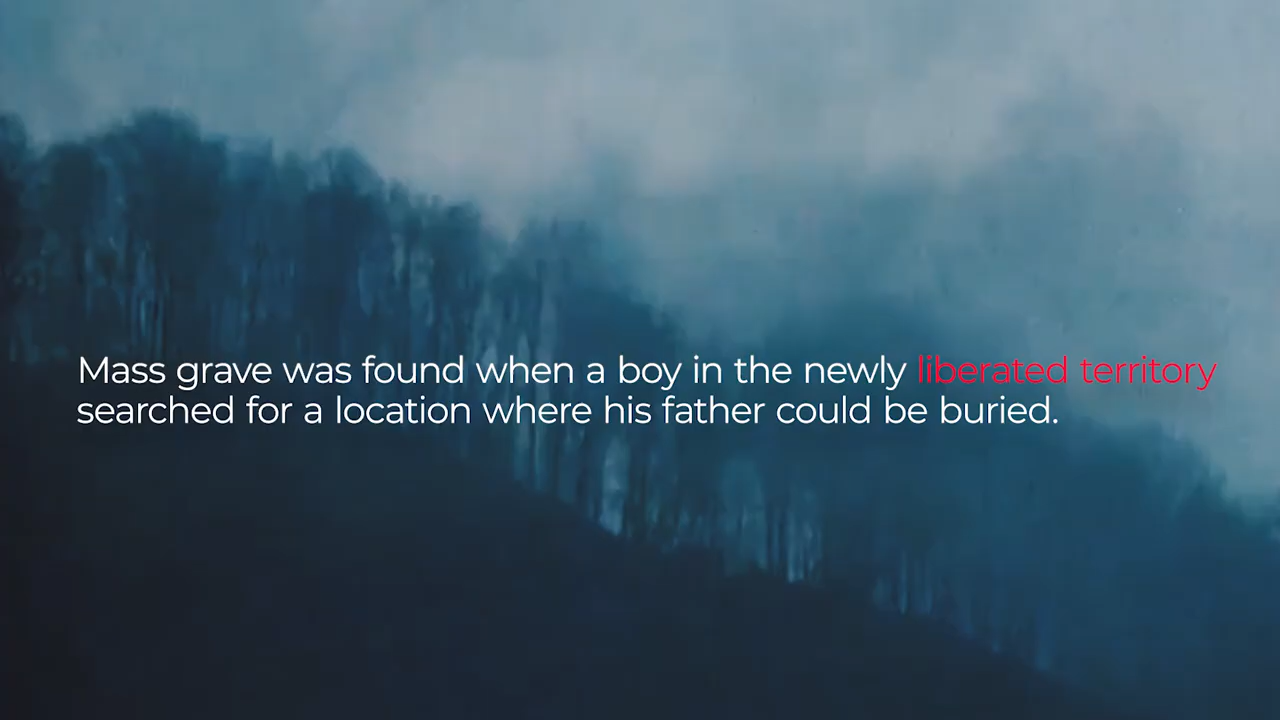 Mass grave was found when a boy in the newly liberated territory
searched for a location where his father could be buried.